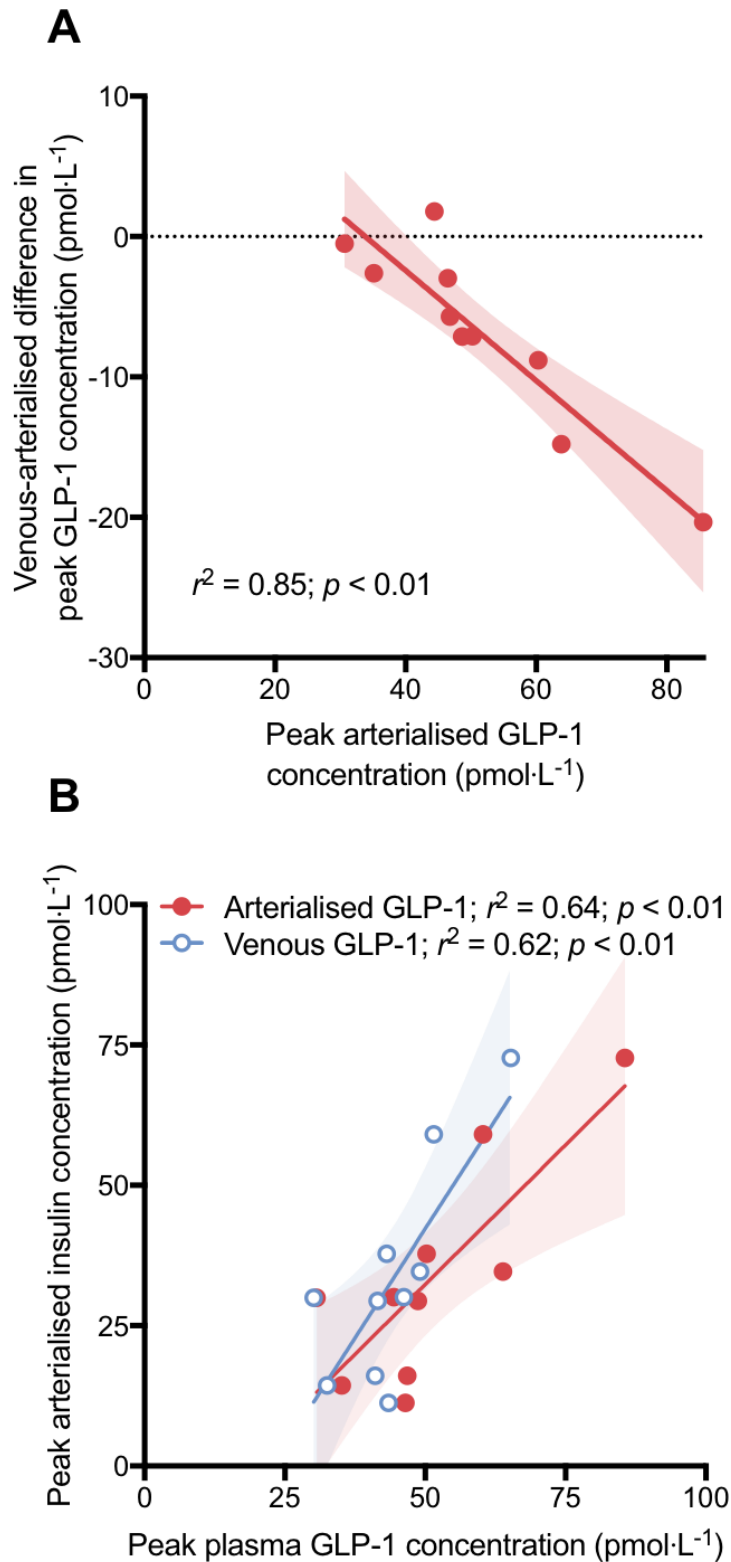 A
Venous-arterialised difference in
peak GLP-1 concentration (pmol·L⁻¹)
10
0
-10
-20
-30
r² = 0.85; p < 0.01
0 20 40 60 80
Peak arterialised GLP-1
concentration (pmol·L⁻¹)
B
Peak arterialised insulin concentration (pmol·L⁻¹)
100
75
50
25
0
Arterialised GLP-1; r² = 0.64; p < 0.01
Venous GLP-1; r² = 0.62; p < 0.01
0 25 50 75 100
Peak plasma GLP-1 concentration (pmol·L⁻¹)